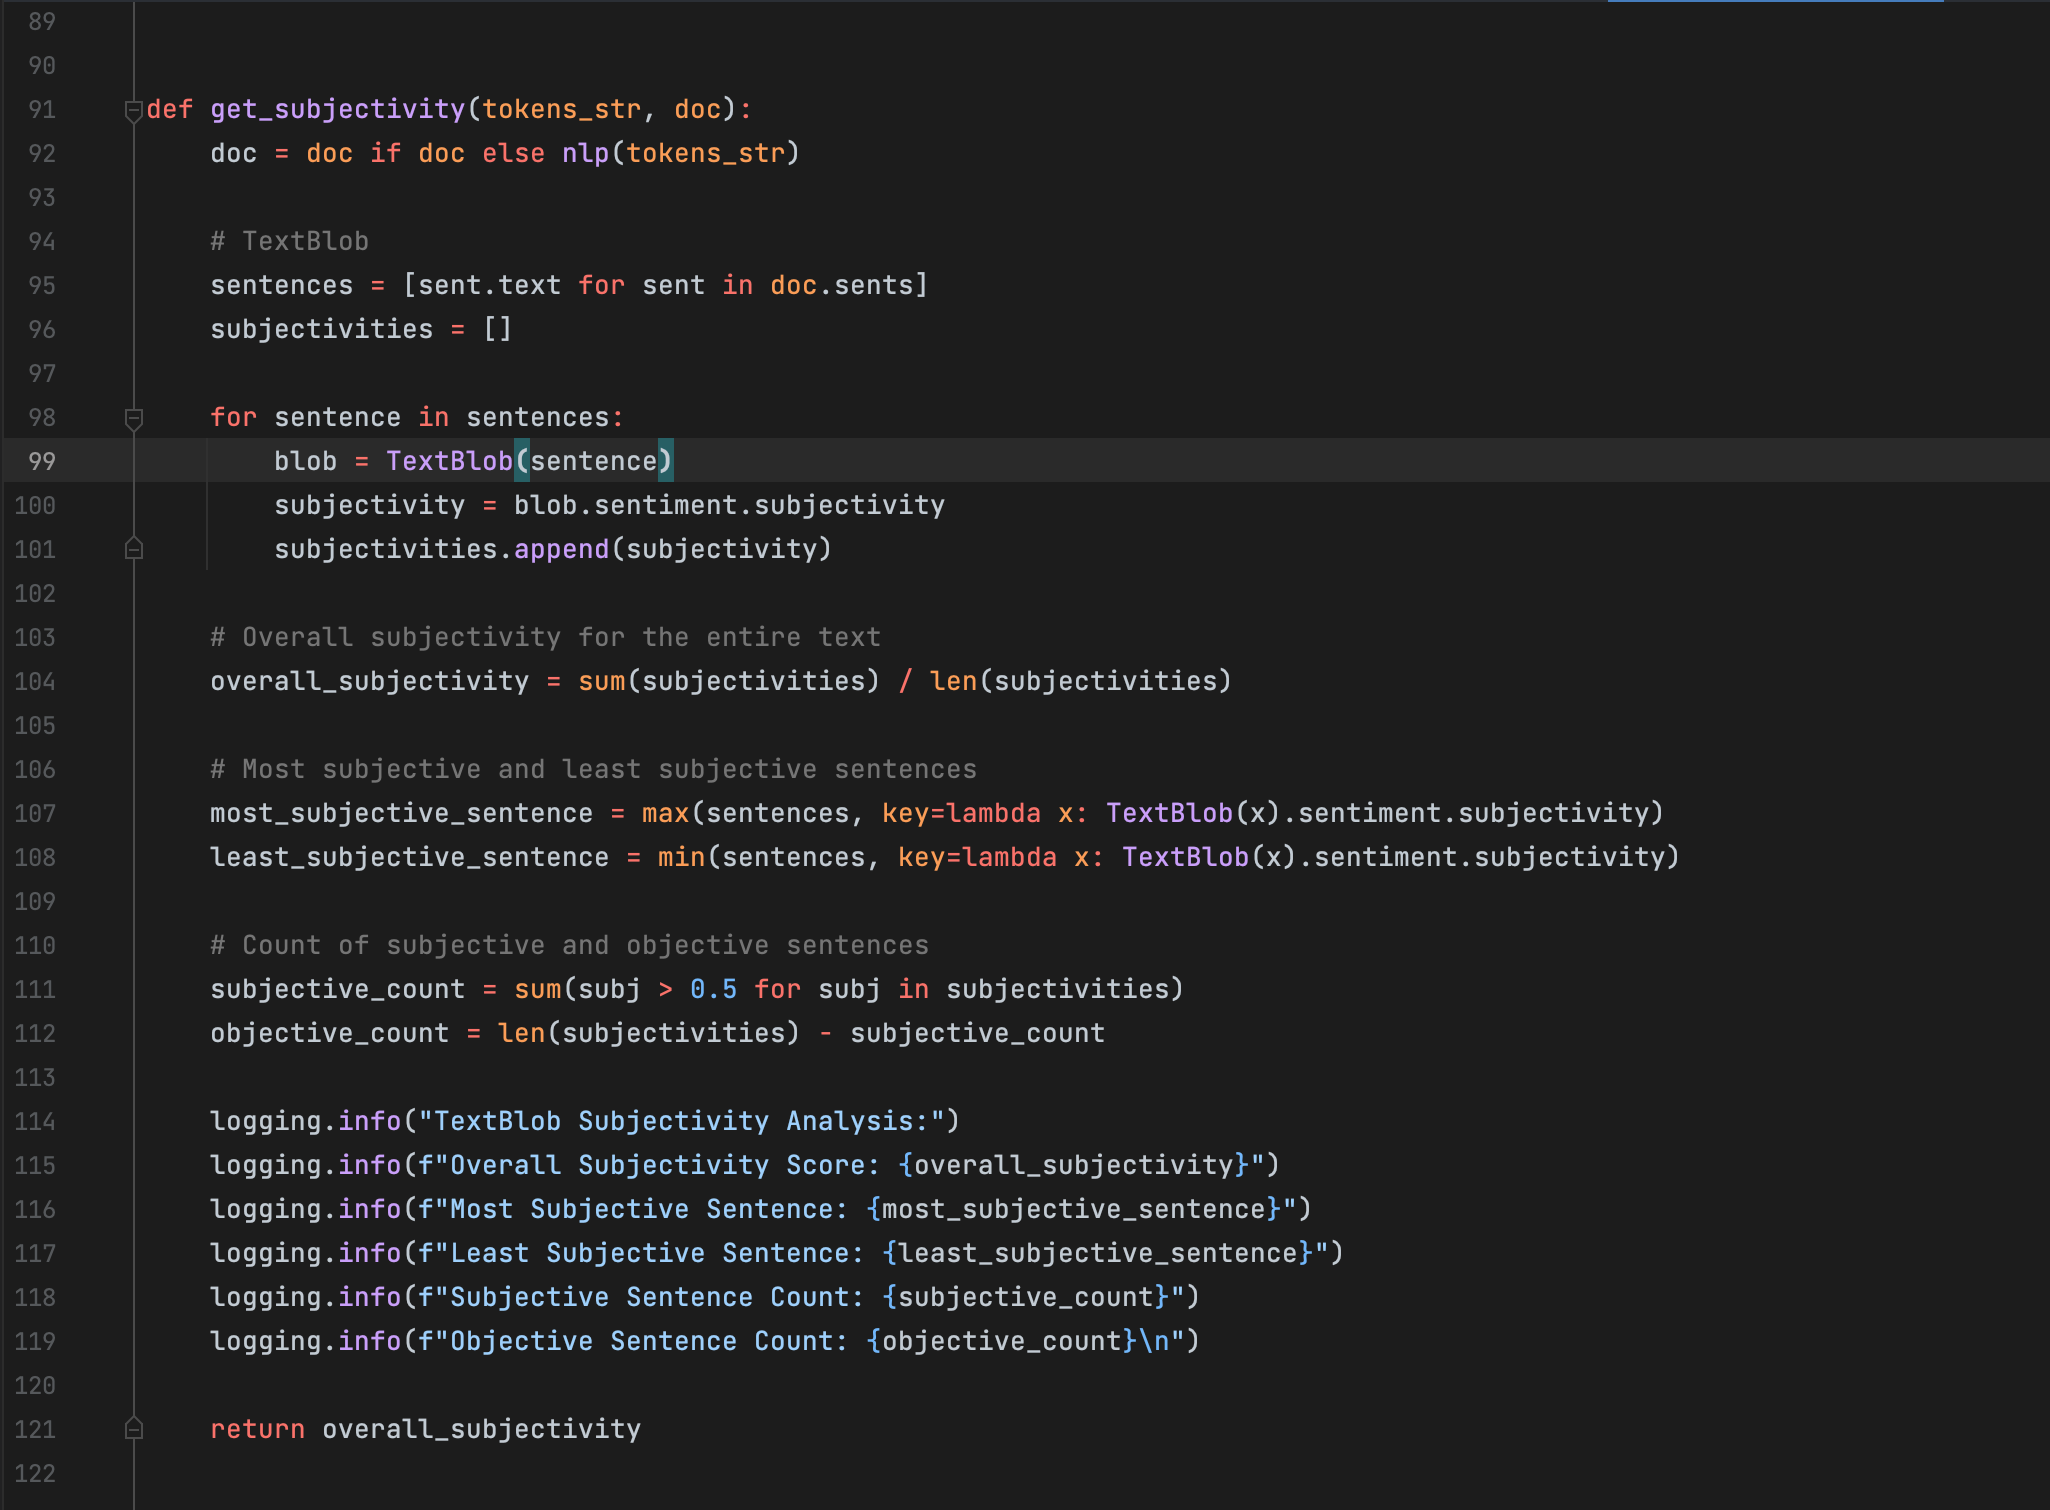 89
90
91 def get_subjectivity(tokens_str, doc):
92     doc = doc if doc else nlp(tokens_str)
93
94     # TextBlob
95     sentences = [sent.text for sent in doc.sents]
96     subjectivities = []
97
98     for sentence in sentences:
99         blob = TextBlob(sentence)
100         subjectivity = blob.sentiment.subjectivity
101         subjectivities.append(subjectivity)
102
103     # Overall subjectivity for the entire text
104     overall_subjectivity = sum(subjectivities) / len(subjectivities)
105
106     # Most subjective and least subjective sentences
107     most_subjective_sentence = max(sentences, key=lambda x: TextBlob(x).sentiment.subjectivity)
108     least_subjective_sentence = min(sentences, key=lambda x: TextBlob(x).sentiment.subjectivity)
109
110     # Count of subjective and objective sentences
111     subjective_count = sum(subj > 0.5 for subj in subjectivities)
112     objective_count = len(subjectivities) - subjective_count
113
114     logging.info("TextBlob Subjectivity Analysis:")
115     logging.info(f"Overall Subjectivity Score: {overall_subjectivity}")
116     logging.info(f"Most Subjective Sentence: {most_subjective_sentence}")
117     logging.info(f"Least Subjective Sentence: {least_subjective_sentence}")
118     logging.info(f"Subjective Sentence Count: {subjective_count}")
119     logging.info(f"Objective Sentence Count: {objective_count}\n")
120
121     return overall_subjectivity
122